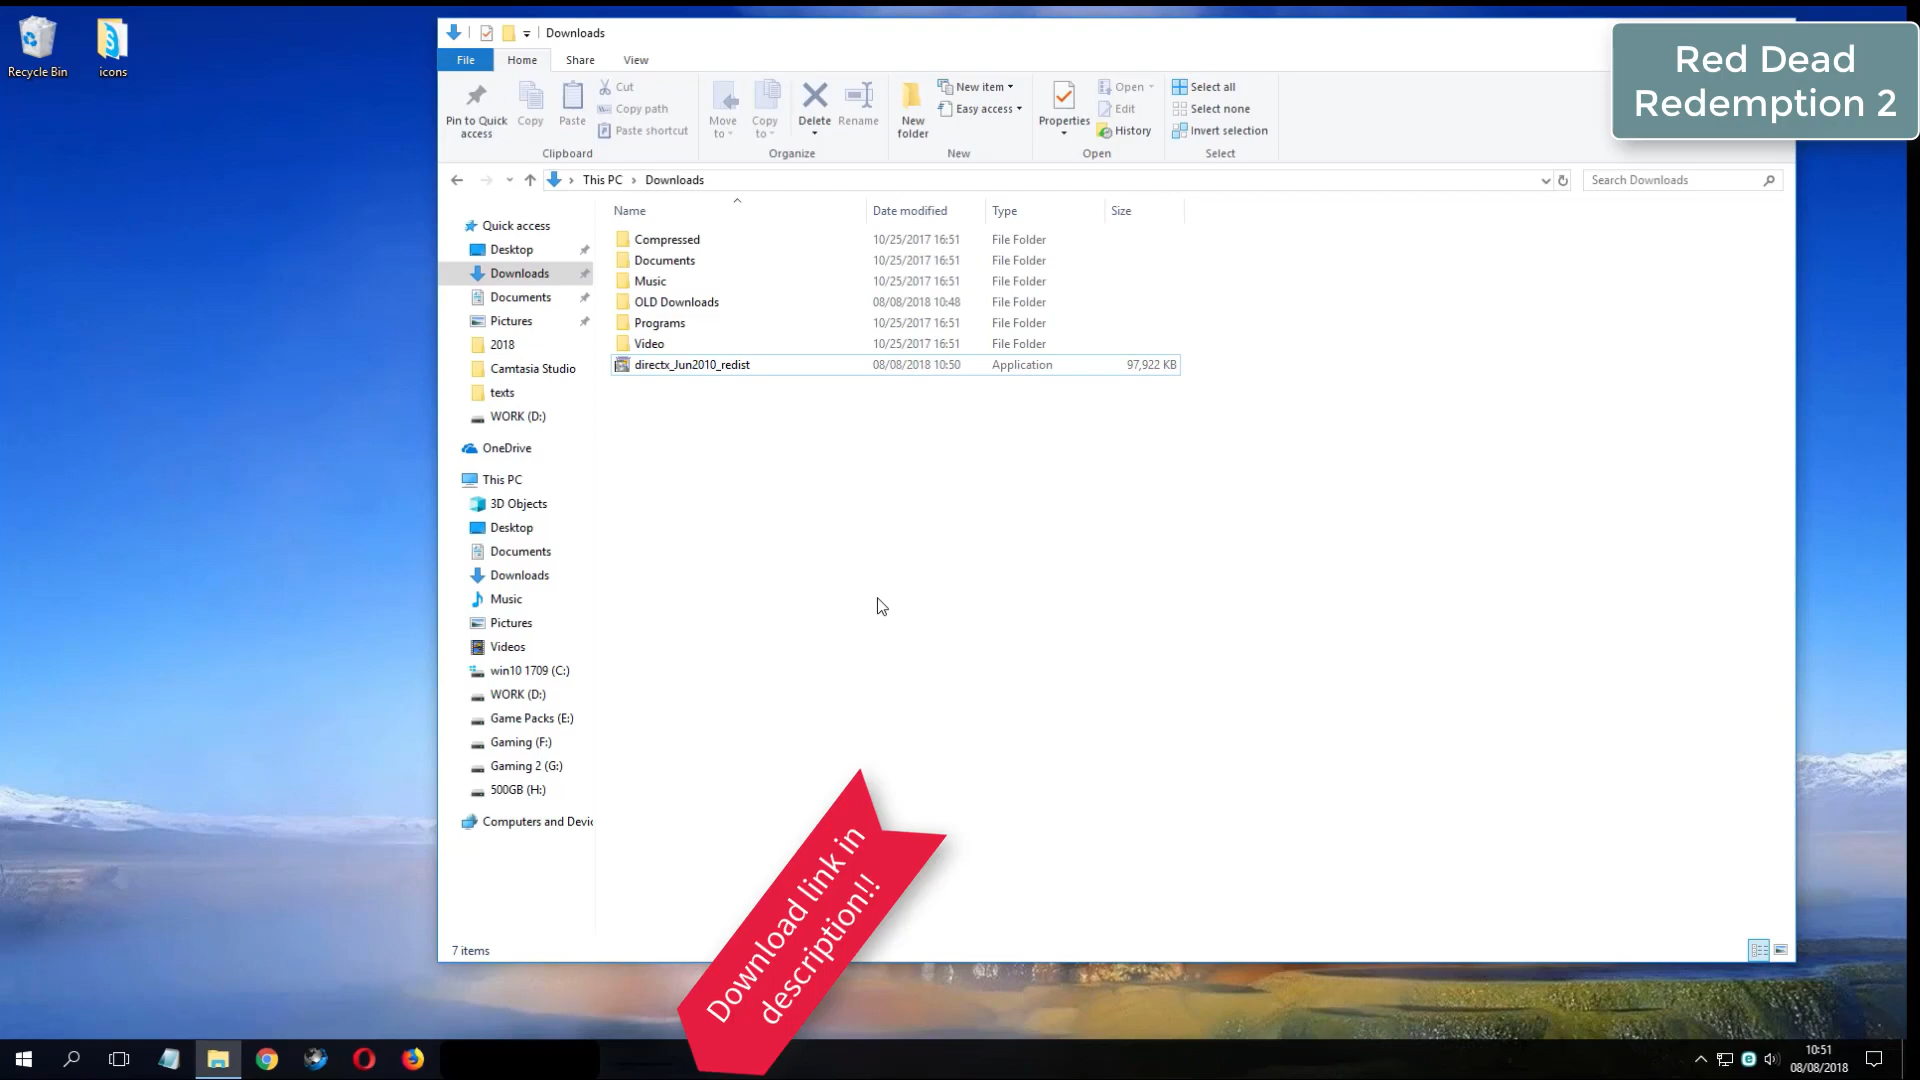 Recycle Bin
icons
Downloads
File
Home
Share
View
Red Dead
Redemption 2
Pin to Quick
access
Copy
Paste
Cut
Copy path
Paste shortcut
Clipboard
Move
to
Copy
to
Delete
Rename
Organize
New
folder
New item
Easy access
New
Properties
Open
Edit
History
Open
Select all
Select none
Invert selection
Select
This PC
Downloads
Search Downloads
Name
Date modified
Type
Size
Compressed 10/25/2017 16:51 File Folder
Documents 10/25/2017 16:51 File Folder
Music 10/25/2017 16:51 File Folder
OLD Downloads 08/08/2018 10:48 File Folder
Programs 10/25/2017 16:51 File Folder
Video 10/25/2017 16:51 File Folder
directx_Jun2010_redist 08/08/2018 10:50 Application 97,922 KB
Quick access
Desktop
Downloads
Documents
Pictures
2018
Camtasia Studio
texts
WORK (D:)
OneDrive
This PC
3D Objects
Desktop
Documents
Downloads
Music
Pictures
Videos
win10 1709 (C:)
WORK (D:)
Game Packs (E:)
Gaming (F:)
Gaming 2 (G:)
500GB (H:)
Computers and Devic
7 items
Download link in
description!!
10:51
08/08/2018